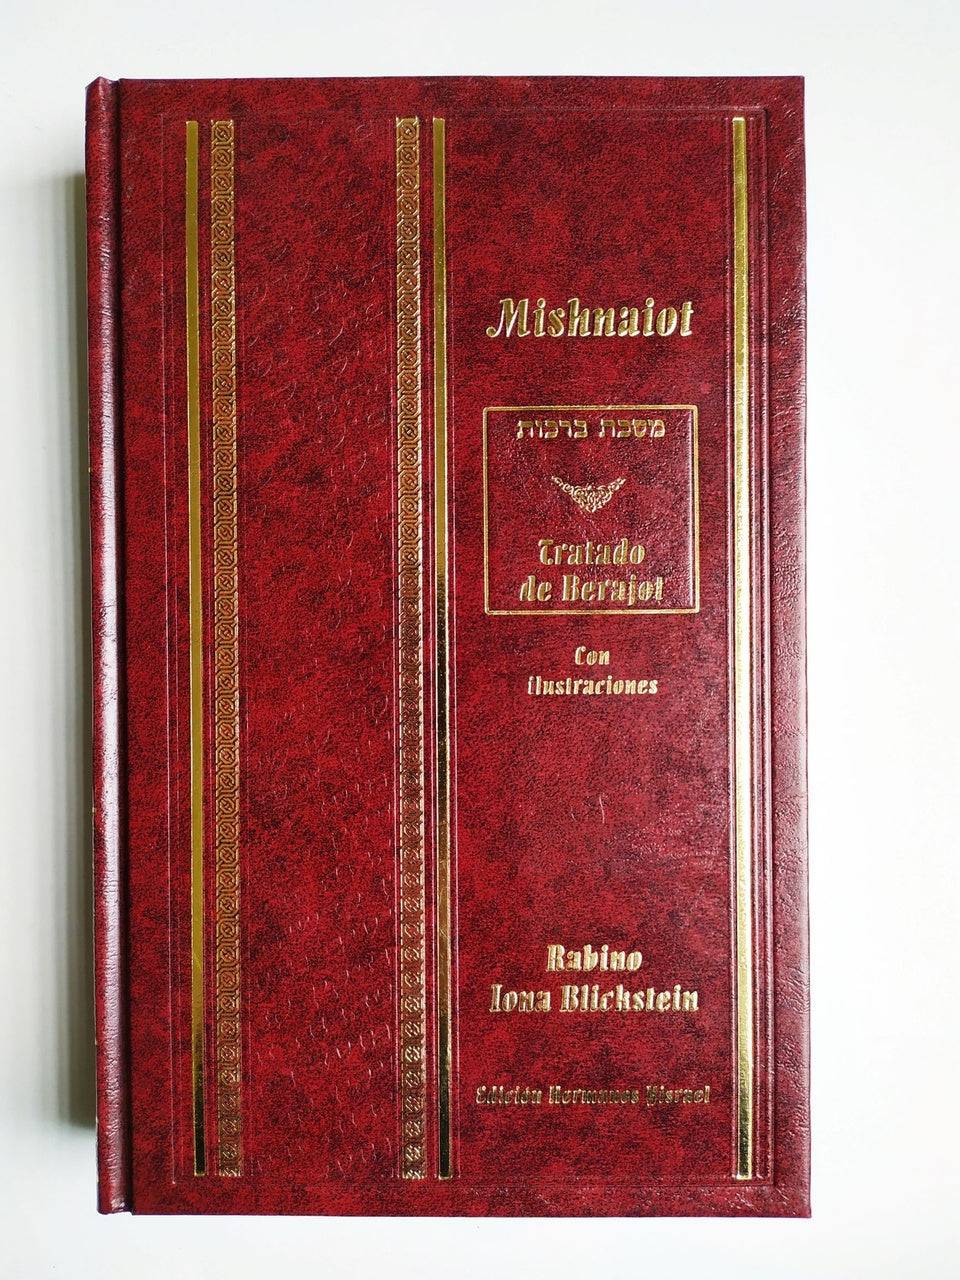 Mishnaiot
מסכת ברכות
Tratado
de Berajot
Con
ilustraciones
Rabino
Iona Blickstein
Edición Hermanos Yisrael